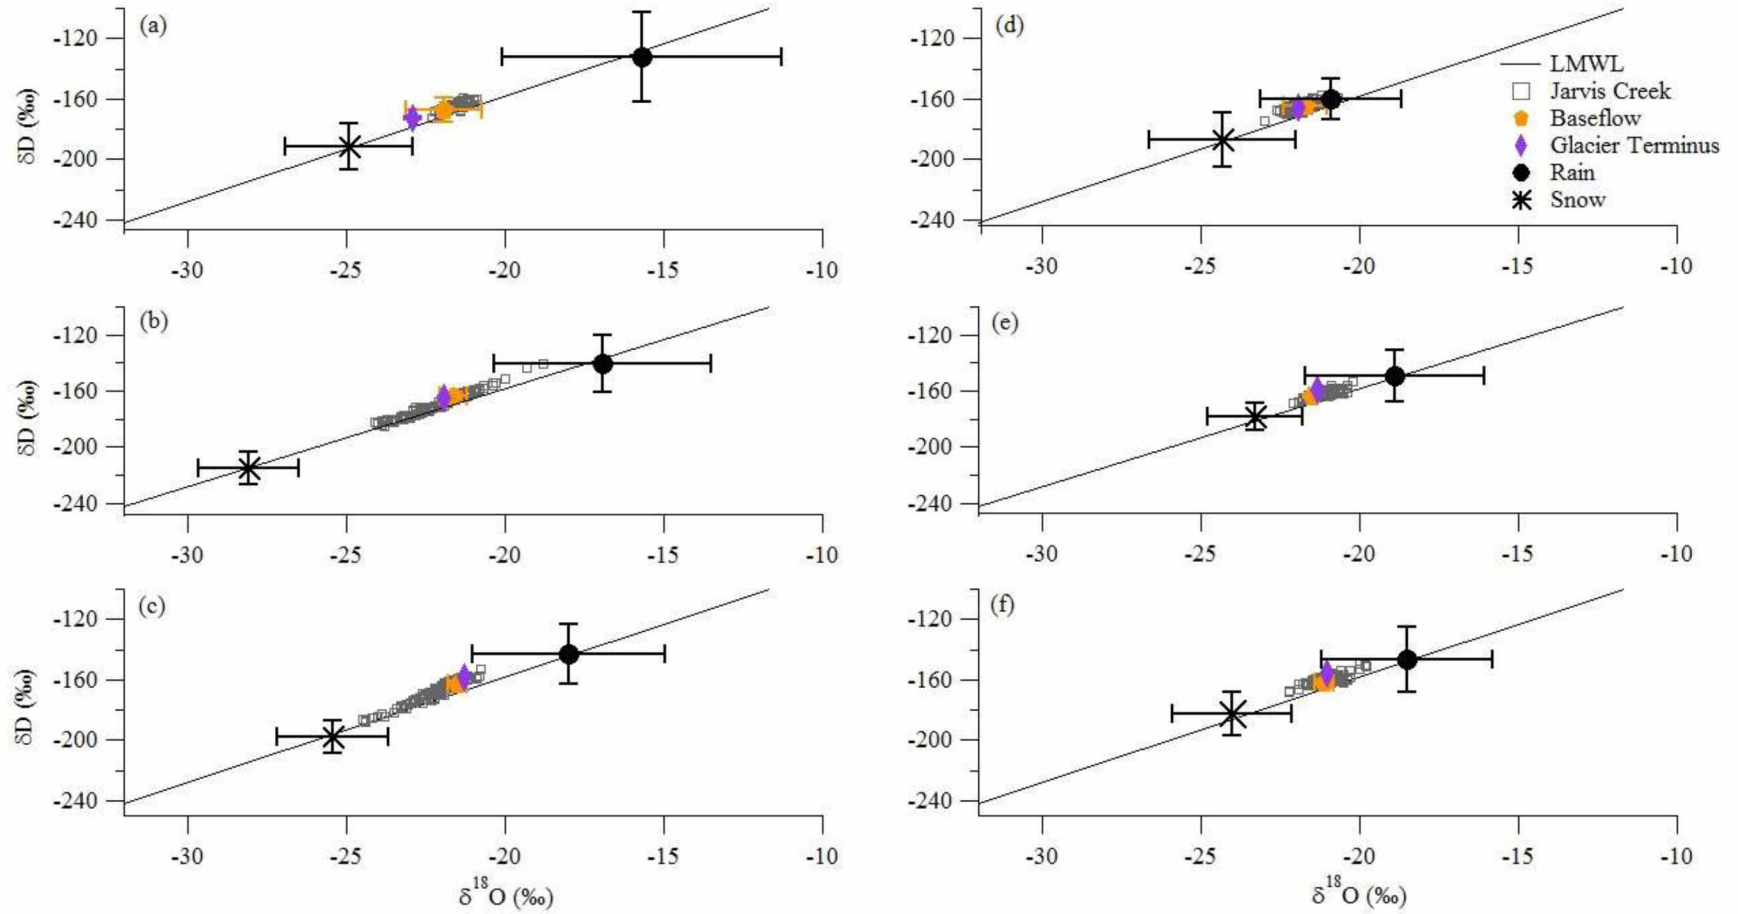 (a)
-120
-160
-200
-240
δD (‰)
-30 -25 -20 -15 -10
(d)
-120
-160
-200
-240
LMWL
Jarvis Creek
Baseflow
Glacier Terminus
Rain
Snow
-30 -25 -20 -15 -10
(b)
-120
-160
-200
-240
δD (‰)
-30 -25 -20 -15 -10
(e)
-120
-160
-200
-240
-30 -25 -20 -15 -10
(c)
-120
-160
-200
-240
δD (‰)
-30 -25 -20 -15 -10
δ¹⁸O (‰)
(f)
-120
-160
-200
-240
-30 -25 -20 -15 -10
δ¹⁸O (‰)